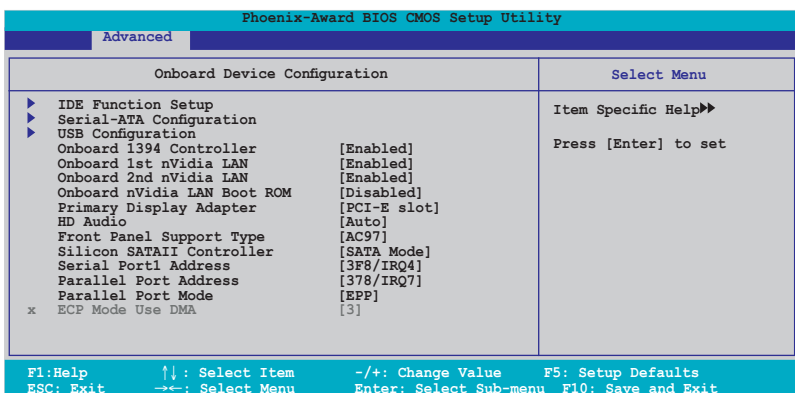 Phoenix-Award BIOS CMOS Setup Utility
Advanced
Onboard Device Configuration
Select Menu
IDE Function Setup
Serial-ATA Configuration
USB Configuration
Onboard 1394 Controller [Enabled]
Onboard 1st nVidia LAN [Enabled]
Onboard 2nd nVidia LAN [Enabled]
Onboard nVidia LAN Boot ROM [Disabled]
Primary Display Adapter [PCI-E slot]
HD Audio [Auto]
Front Panel Support Type [AC97]
Silicon SATAII Controller [SATA Mode]
Serial Port1 Address [3F8/IRQ4]
Parallel Port Address [378/IRQ7]
Parallel Port Mode [EPP]
x ECP Mode Use DMA [3]
Item Specific Help
Press [Enter] to set
F1:Help ↑↓: Select Item -/+: Change Value F5: Setup Defaults
ESC: Exit →←: Select Menu Enter: Select Sub-menu F10: Save and Exit